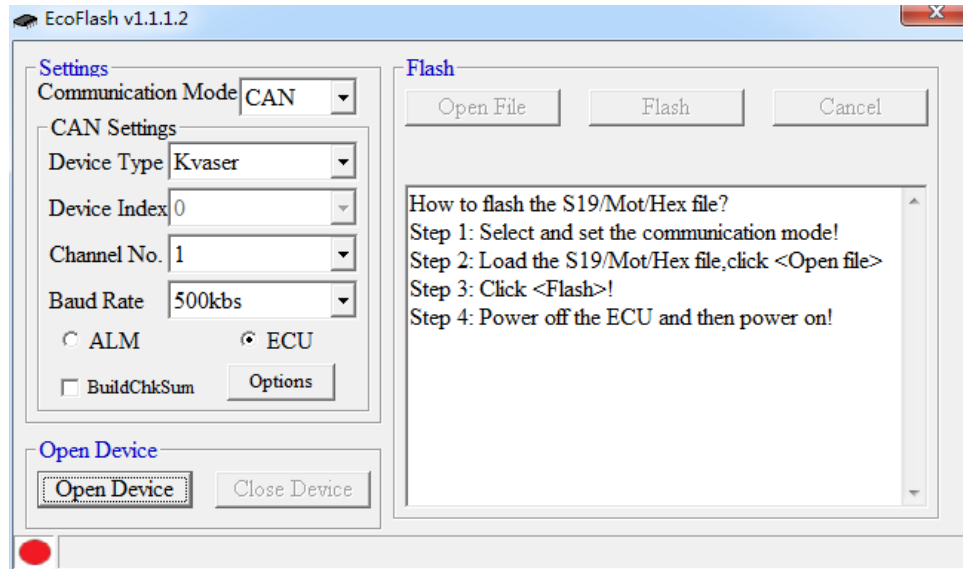 EcoFlash v1.1.1.2
Settings
Communication Mode CAN
CAN Settings
Device Type Kvaser
Device Index 0
Channel No. 1
Baud Rate 500kbs
ALM ECU
BuildChkSum Options
Open Device
Open Device Close Device
Flash
Open File Flash Cancel
How to flash the S19/Mot/Hex file?
Step 1: Select and set the communication mode!
Step 2: Load the S19/Mot/Hex file,click <Open file>
Step 3: Click <Flash>!
Step 4: Power off the ECU and then power on!